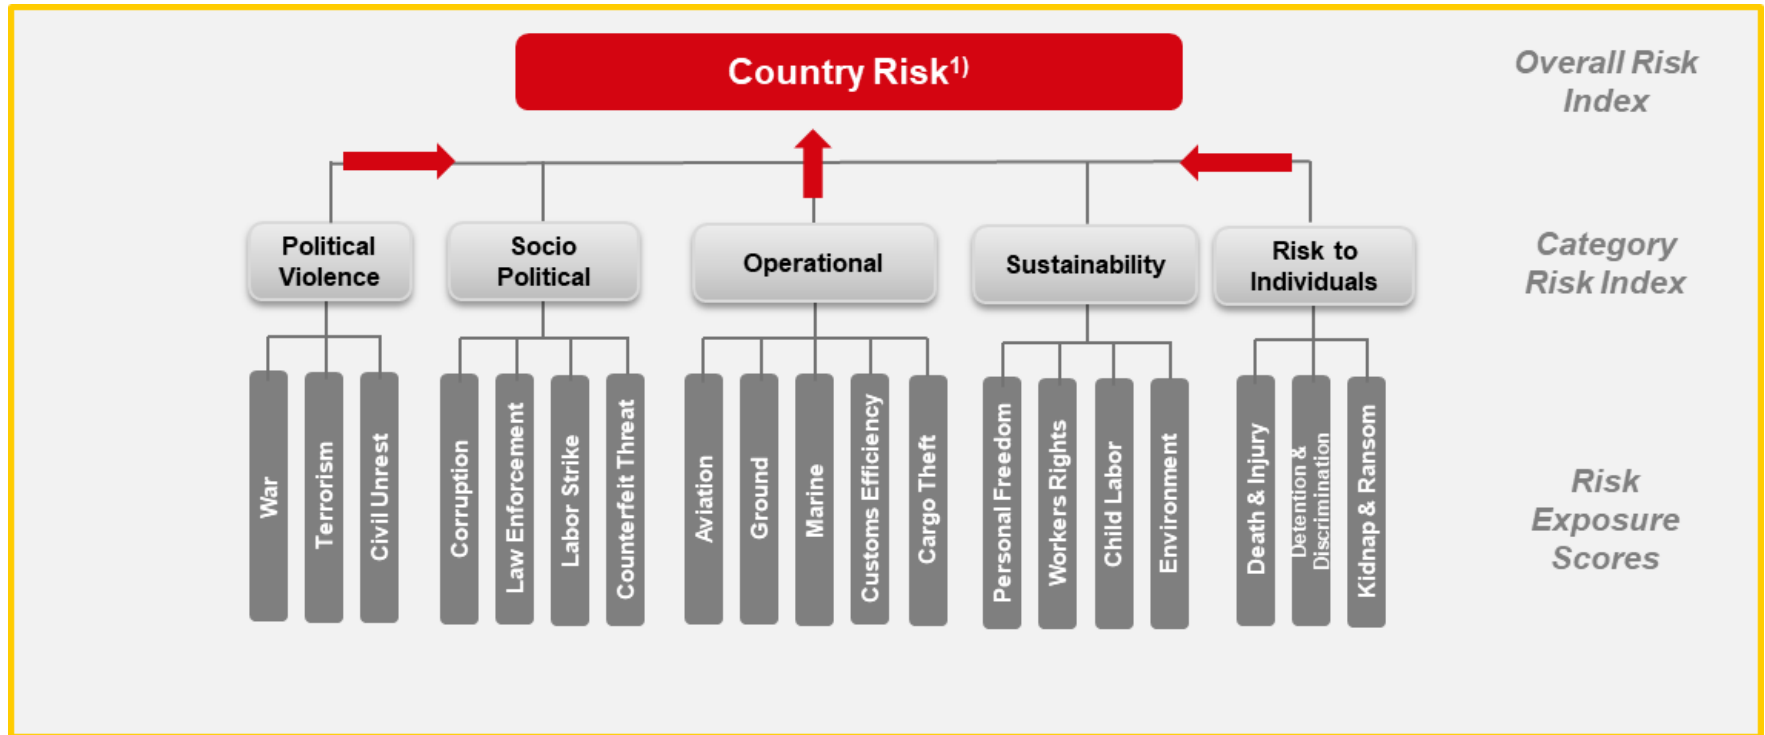 Country Risk¹⁾
Overall Risk
Index
Political
Violence
Socio
Political
Operational
Sustainability
Risk to
Individuals
Category
Risk Index
War
Terrorism
Civil Unrest
Corruption
Law Enforcement
Labor Strike
Counterfeit Threat
Aviation
Ground
Marine
Customs Efficiency
Cargo Theft
Personal Freedom
Workers Rights
Child Labor
Environment
Death & Injury
Detention &
Discrimination
Kidnap & Ransom
Risk
Exposure
Scores